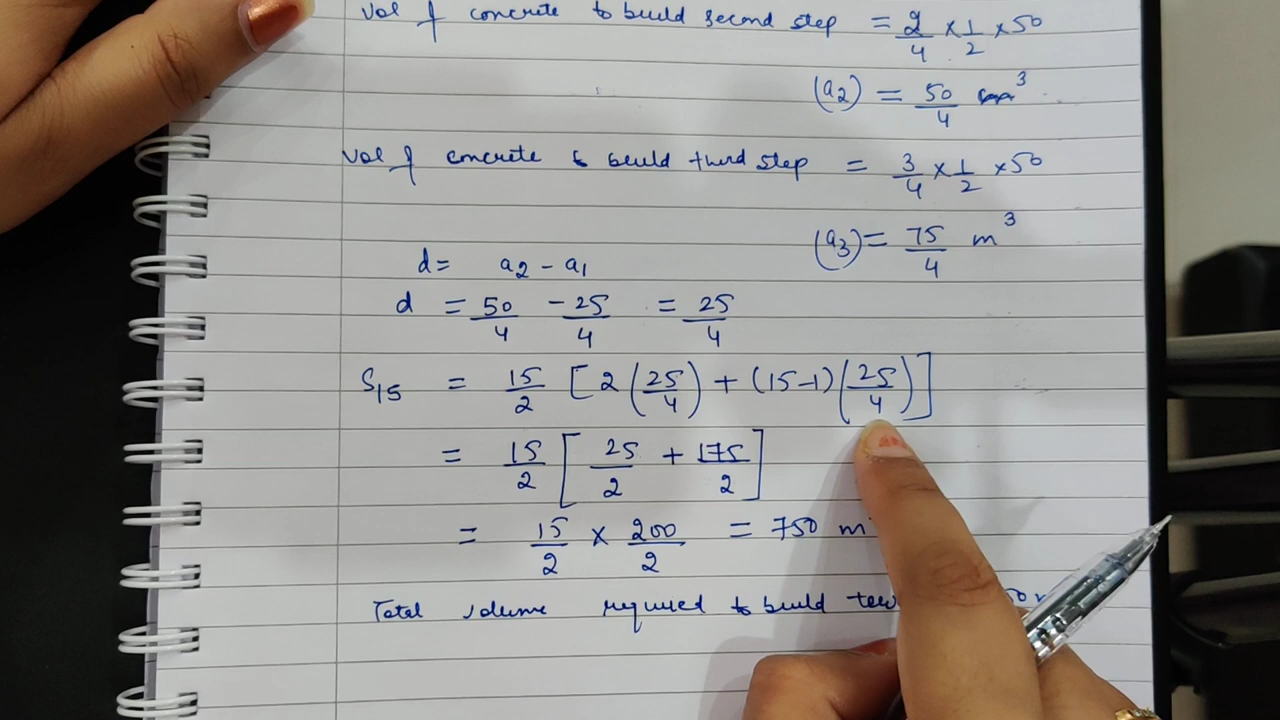 Vol of concrete to build second step = 2/4 × 1/2 × 50
(a2) = 50/4 m³
Vol of concrete to build third step = 3/4 × 1/2 × 50
(a3) = 75/4 m³
d = a2 - a1
d = 50/4 - 25/4 = 25/4
S15 = 15/2 [2(25/4) + (15-1)(25/4)]
= 15/2 [25/2 + 175/2]
= 15/2 × 200/2 = 750 m
Total volume required to build